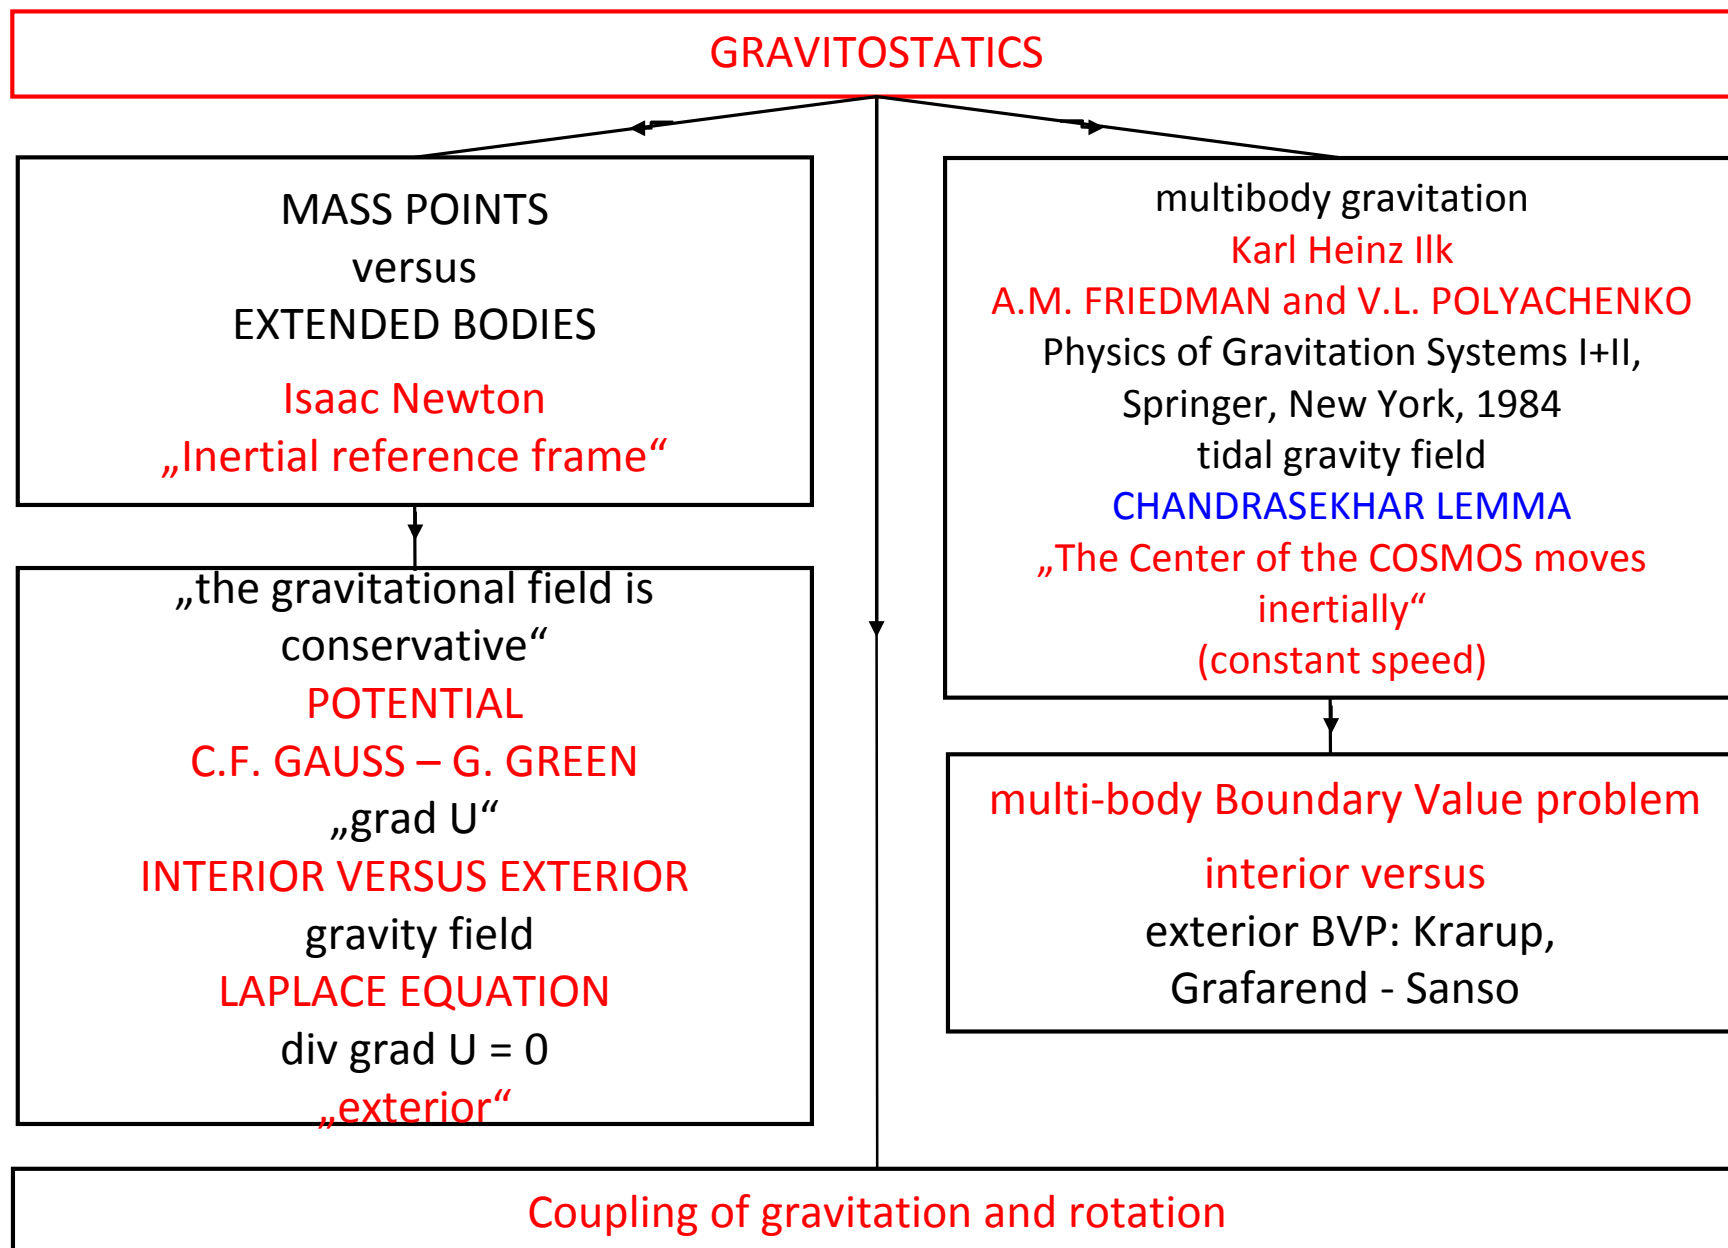 GRAVITOSTATICS
MASS POINTS
versus
EXTENDED BODIES
Isaac Newton
„Inertial reference frame“
„the gravitational field is
conservative“
POTENTIAL
C.F. GAUSS – G. GREEN
„grad U“
INTERIOR VERSUS EXTERIOR
gravity field
LAPLACE EQUATION
div grad U = 0
„exterior“
multibody gravitation
Karl Heinz Ilk
A.M. FRIEDMAN and V.L. POLYACHENKO
Physics of Gravitation Systems I+II,
Springer, New York, 1984
tidal gravity field
CHANDRASEKHAR LEMMA
„The Center of the COSMOS moves
inertially“
(constant speed)
multi-body Boundary Value problem
interior versus
exterior BVP: Krarup,
Grafarend - Sanso
Coupling of gravitation and rotation